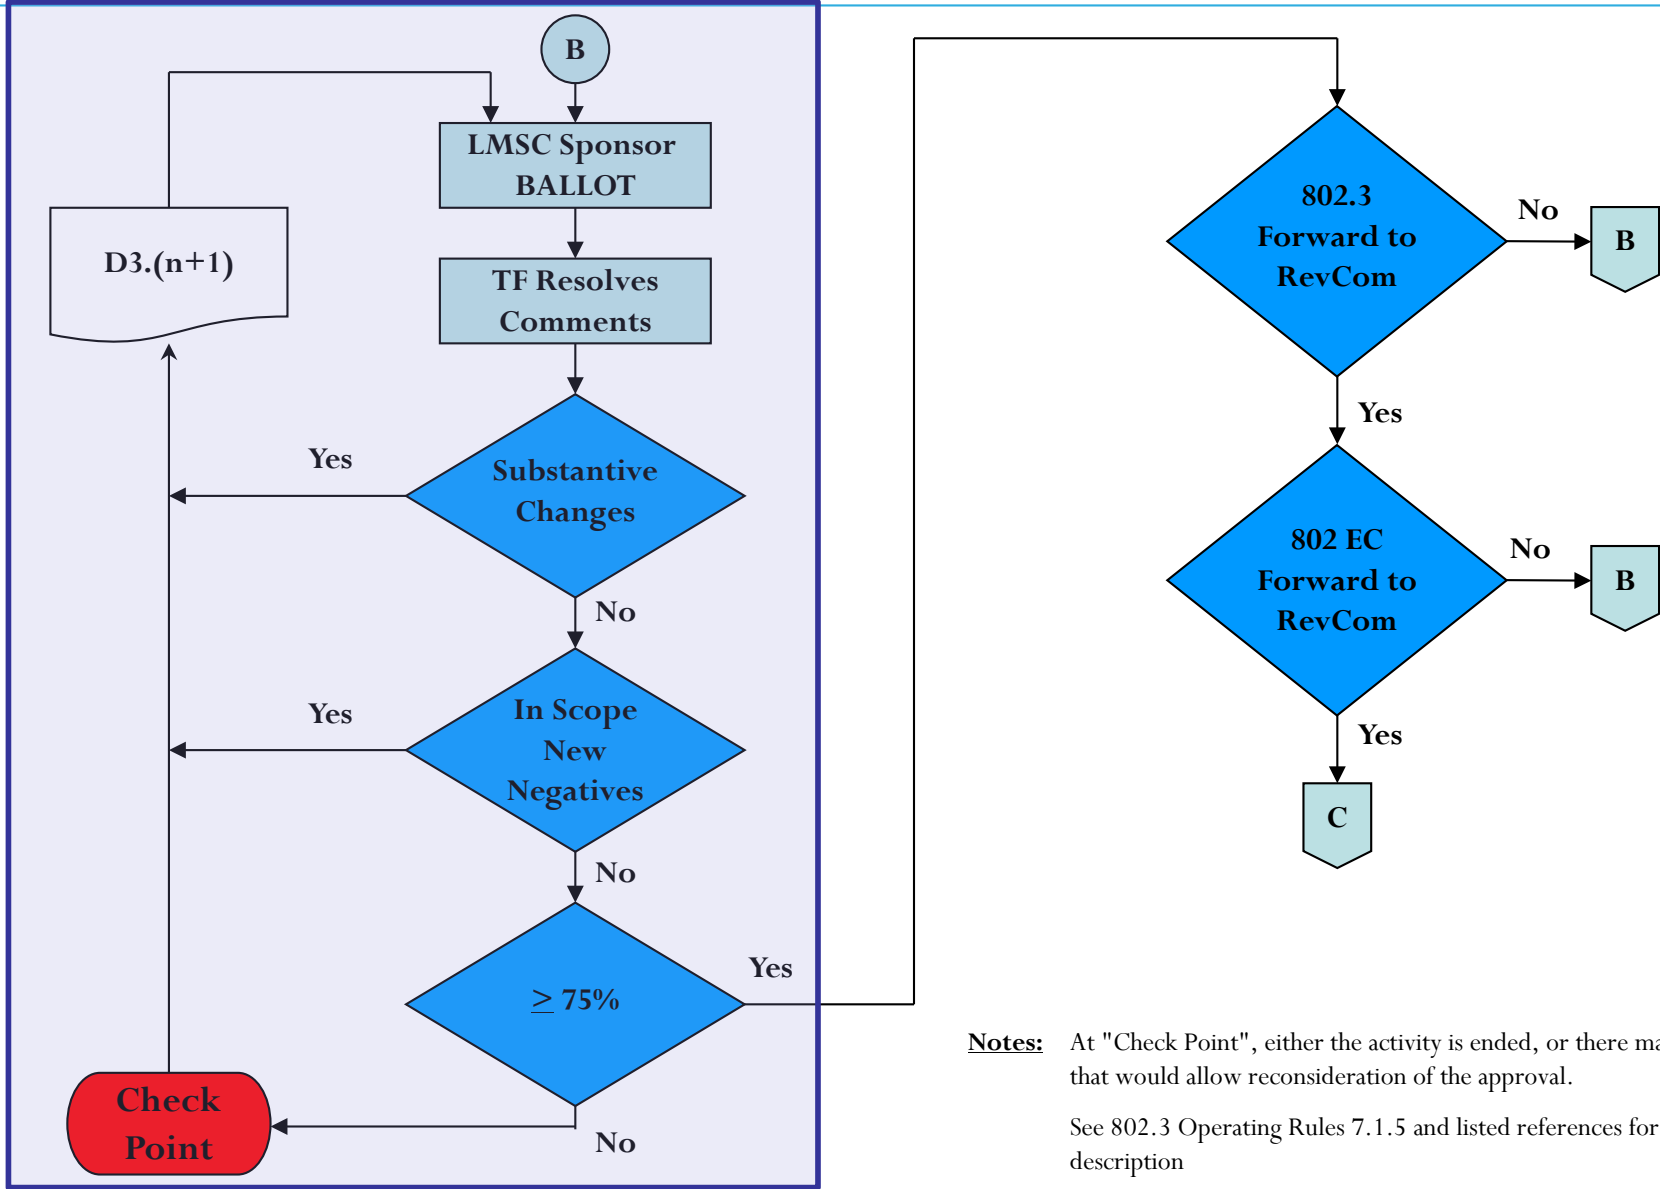 B
LMSC Sponsor
BALLOT
D3.(n+1)
TF Resolves
Comments
Yes
Substantive
Changes
No
Yes
In Scope
New
Negatives
No
≥ 75%
Yes
Check
Point
No
802.3
Forward to
RevCom
No
B
Yes
802 EC
Forward to
RevCom
No
B
Yes
C
Notes: At "Check Point", either the activity is ended, or there
that would allow reconsideration of the approval.
See 802.3 Operating Rules 7.1.5 and listed references for
description